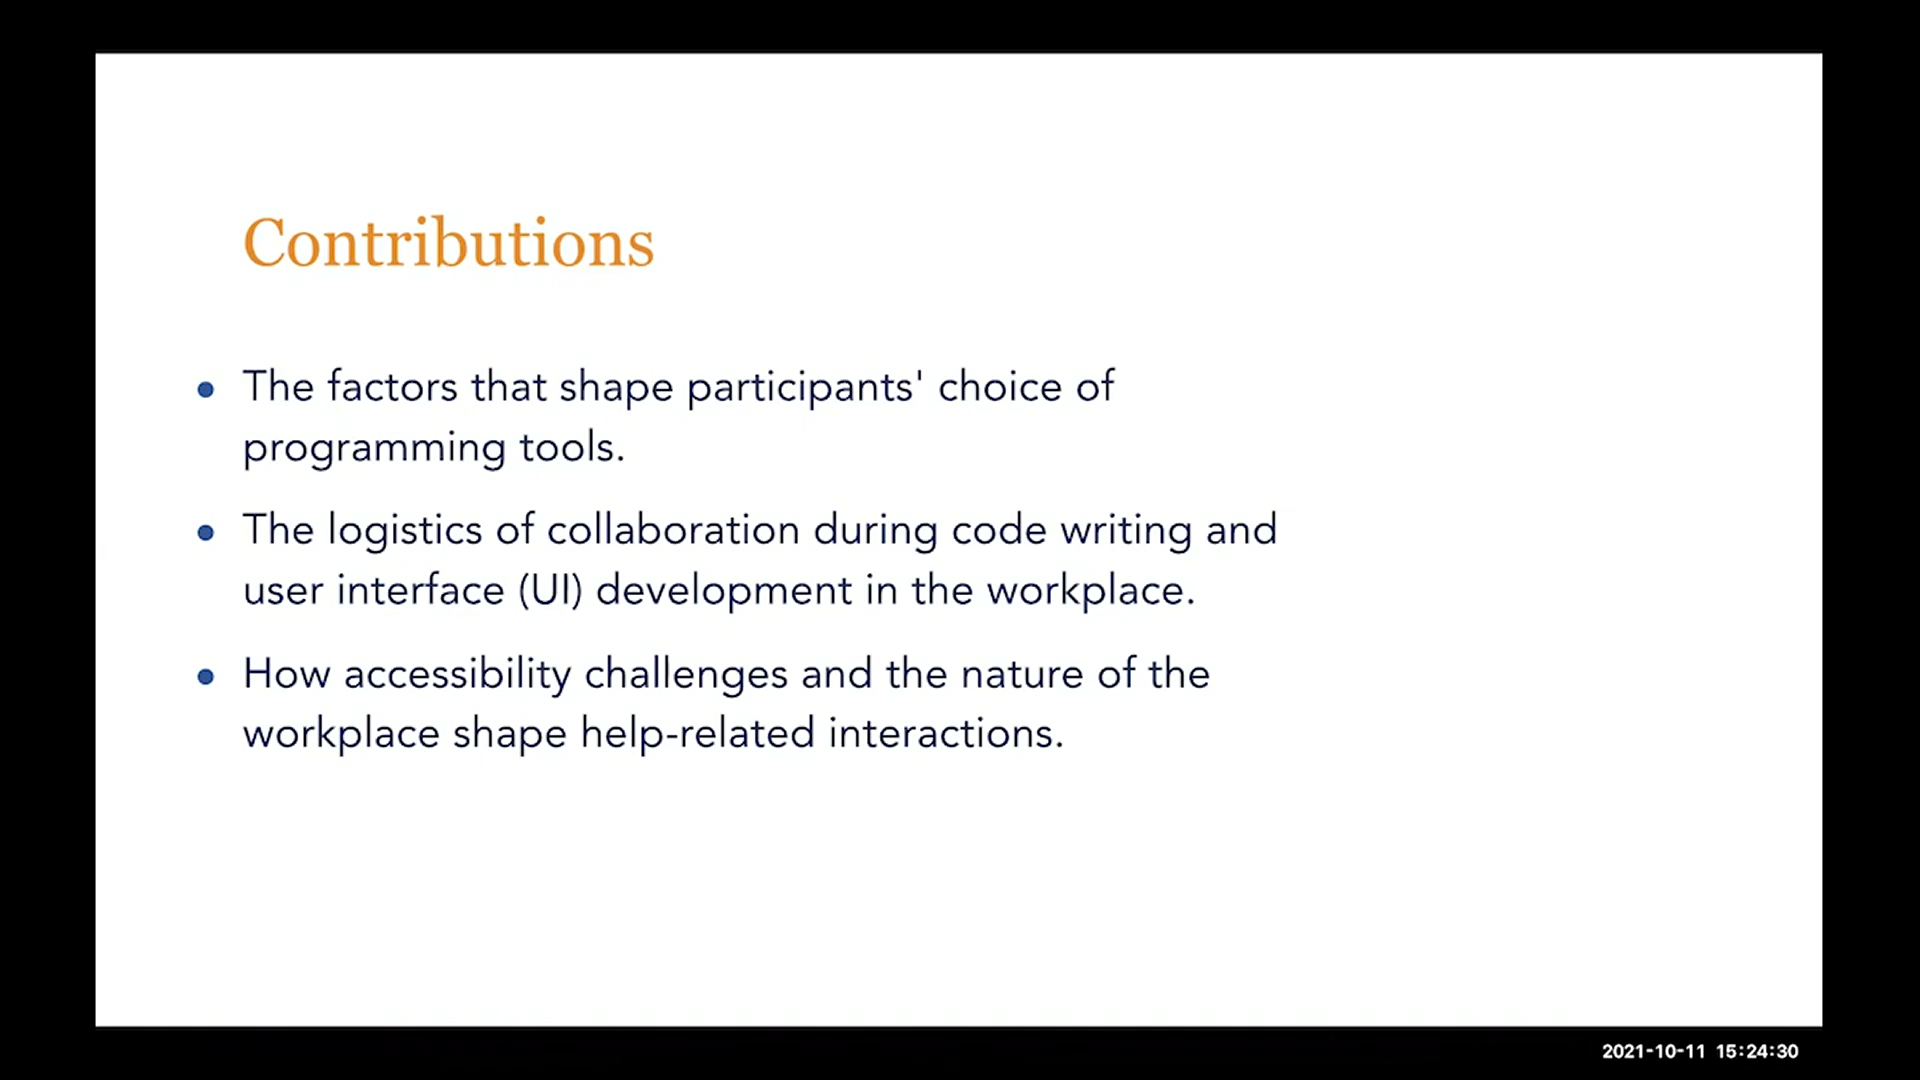 Contributions
• The factors that shape participants' choice of
programming tools.
• The logistics of collaboration during code writing and
user interface (UI) development in the workplace.
• How accessibility challenges and the nature of the
workplace shape help-related interactions.
2021-10-11 15:24:30